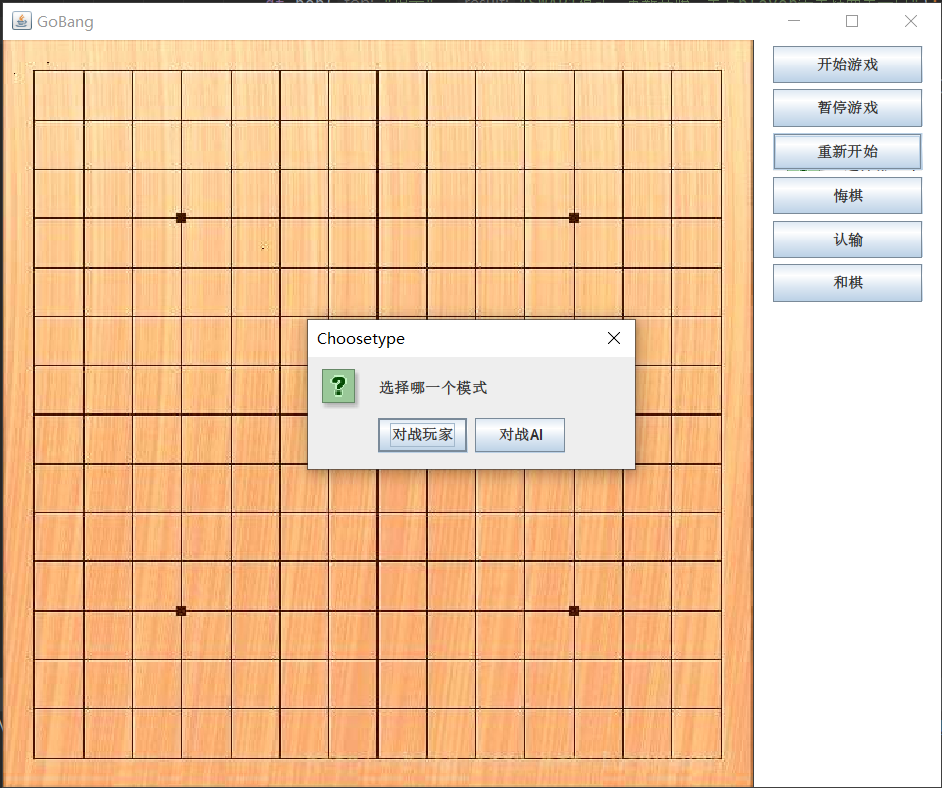 GoBang
开始游戏
暂停游戏
重新开始
悔棋
认输
和棋
Choosetype
选择哪一个模式
对战玩家
对战AI